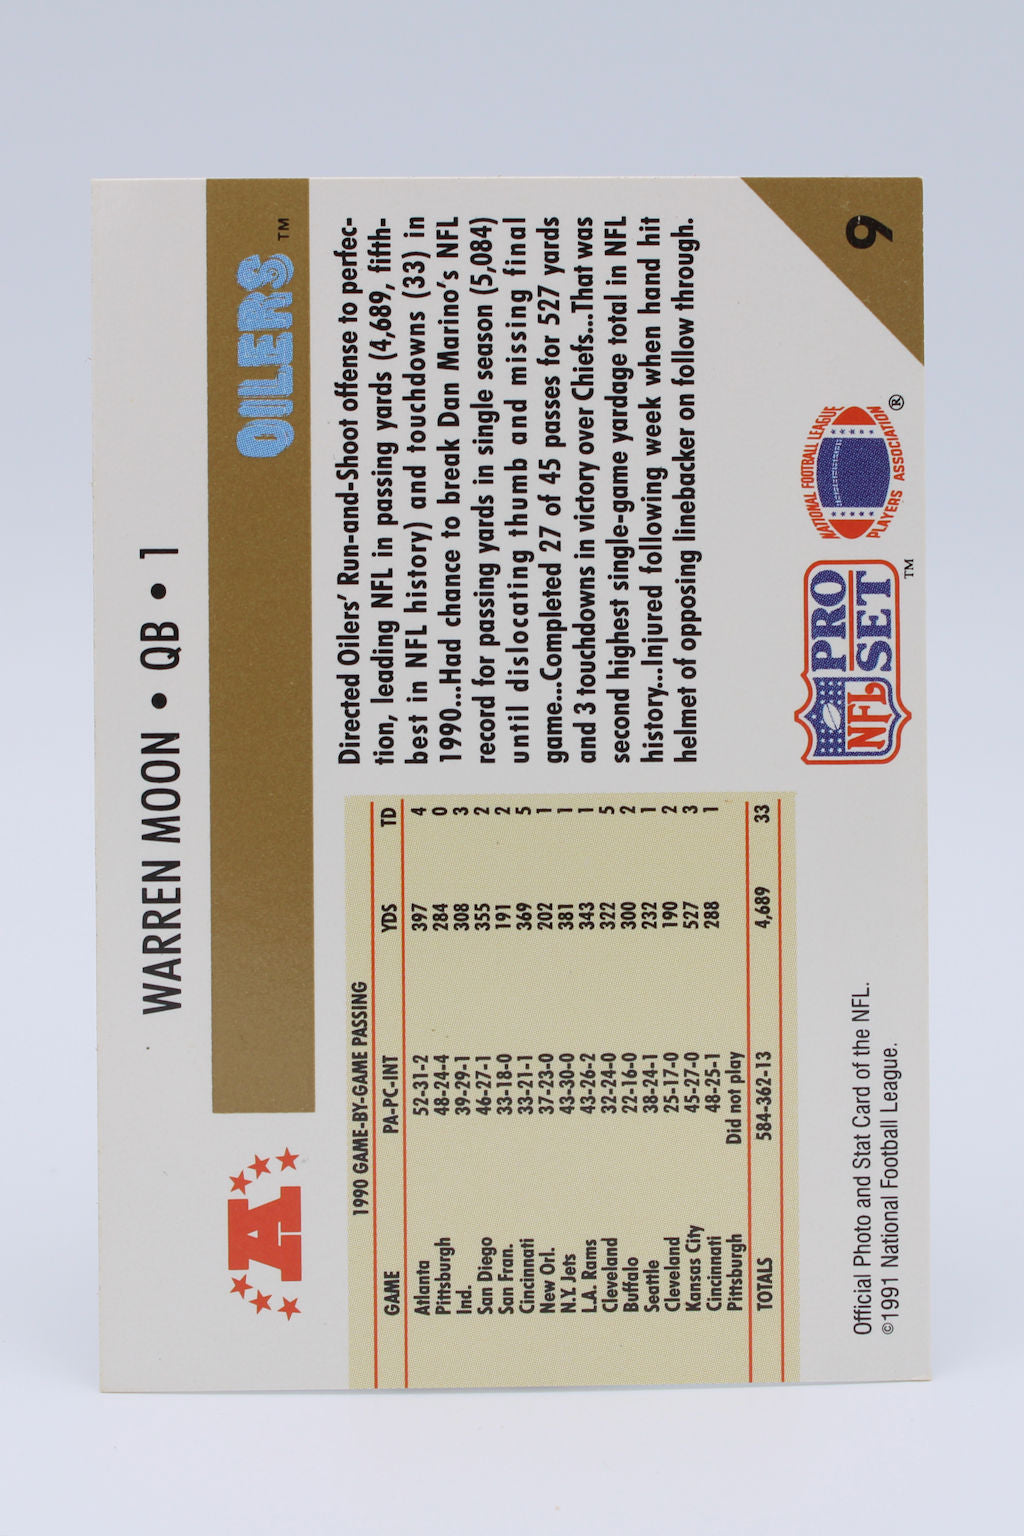 WARREN MOON • QB • 1
A
OILERS™
1990 GAME-BY-GAME PASSING
GAME PA-PC-INT YDS TD
Atlanta 52-31-2 397 4
Pittsburgh 48-24-4 284 0
Ind. 39-29-1 308 3
San Diego 46-27-1 355 2
San Fran. 33-18-0 191 2
Cincinnati 33-21-1 369 5
New Orl. 37-23-0 202 1
N.Y. Jets 43-30-0 381 1
L.A. Rams 43-26-2 343 1
Cleveland 32-24-0 322 5
Buffalo 22-16-0 300 2
Seattle 38-24-1 232 1
Cleveland 25-17-0 190 2
Kansas City 45-27-0 527 3
Cincinnati 48-25-1 288 1
Pittsburgh Did not play
TOTALS 584-362-13 4,689 33
Directed Oilers' Run-and-Shoot offense to perfec-
tion, leading NFL in passing yards (4,689, fifth-
best in NFL history) and touchdowns (33) in
1990...Had chance to break Dan Marino's NFL
record for passing yards in single season (5,084)
until dislocating thumb and missing final
game...Completed 27 of 45 passes for 527 yards
and 3 touchdowns in victory over Chiefs...That was
second highest single-game yardage total in NFL
history...Injured following week when hand hit
helmet of opposing linebacker on follow through.
Official Photo and Stat Card of the NFL.
©1991 National Football League.
NFL
PRO
SET
™
NATIONAL FOOTBALL LEAGUE
PLAYERS ASSOCIATION®
9